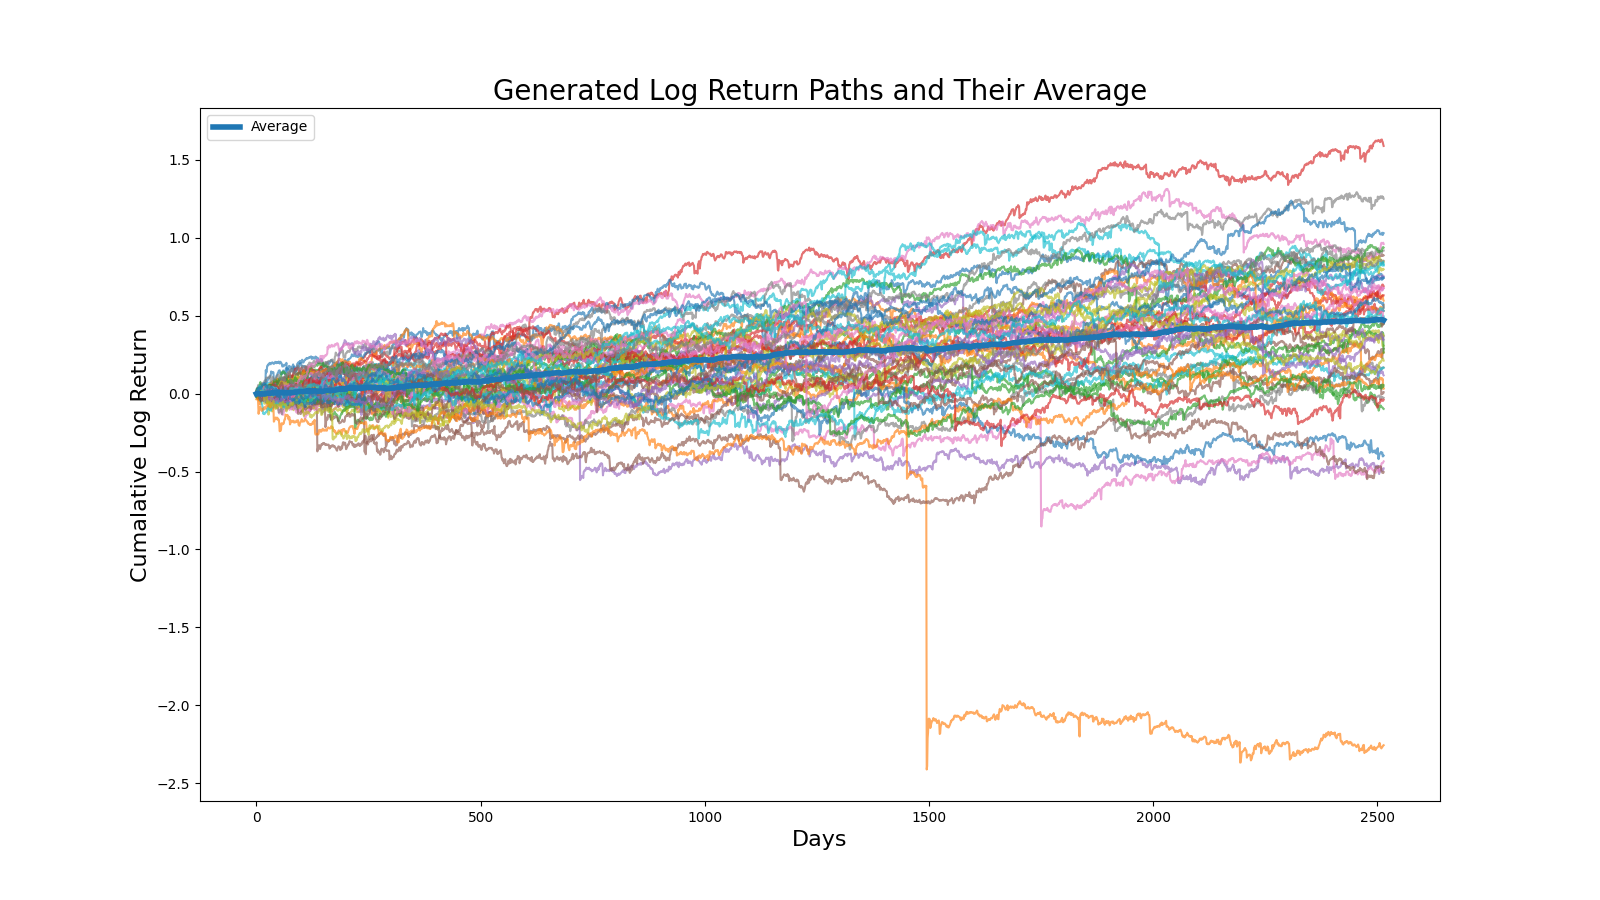 Generated Log Return Paths and Their Average
Average
Cumalative Log Return
1.5
1.0
0.5
0.0
−0.5
−1.0
−1.5
−2.0
−2.5
0 500 1000 1500 2000 2500
Days